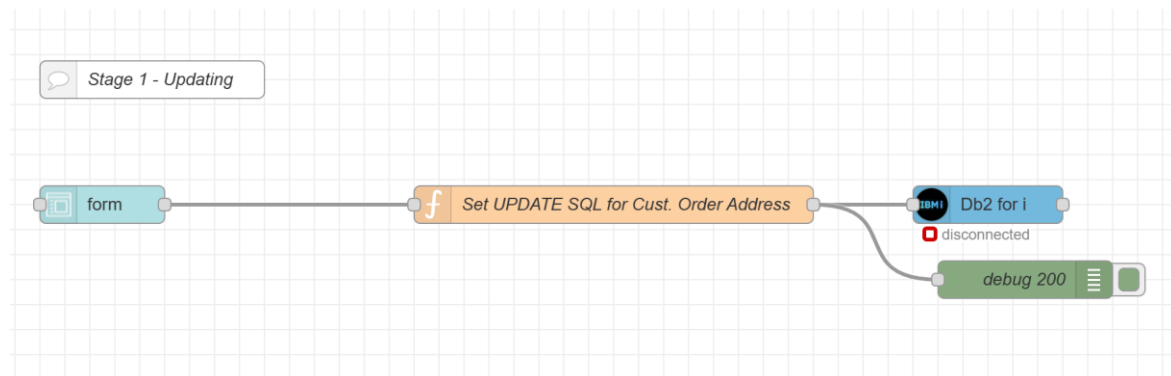 Stage 1 - Updating
form
f
Set UPDATE SQL for Cust. Order Address
IBMi
Db2 for i
disconnected
debug 200